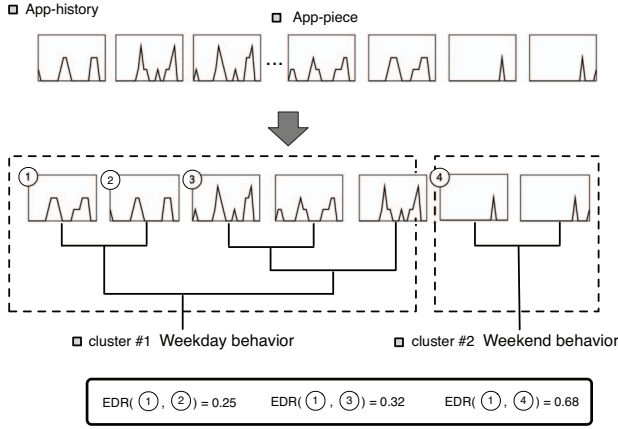 App-history
App-piece
...
1
2
3
4
cluster #1 Weekday behavior
cluster #2 Weekend behavior
EDR( 1 , 2 ) = 0.25 EDR( 1 , 3 ) = 0.32 EDR( 1 , 4 ) = 0.68